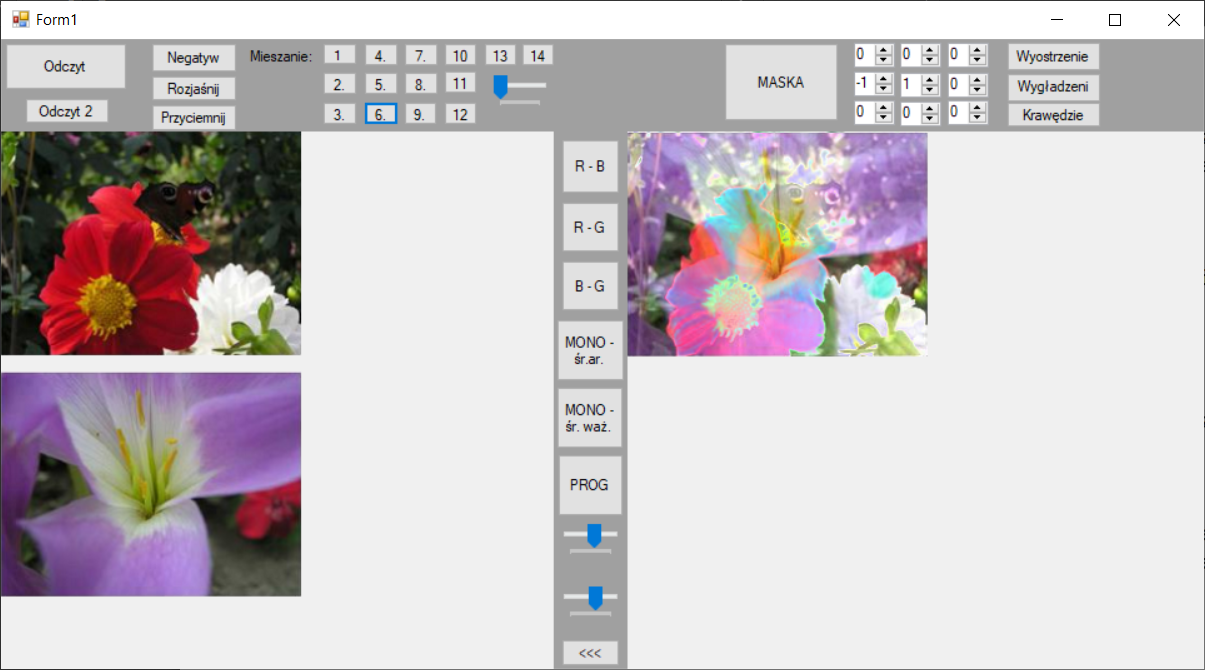 Form1
Odczyt
Odczyt 2
Negatyw
Rozjaśnij
Przyciemnij
Mieszanie:
1 4. 7. 10 13 14
2. 5. 8. 11
3. 6. 9. 12
MASKA
0 0 0
-1 1 0
0 0 0
Wyostrzenie
Wygładzeni
Krawędzie
R - B
R - G
B - G
MONO -
śr.ar.
MONO -
śr. waż.
PROG
<<<